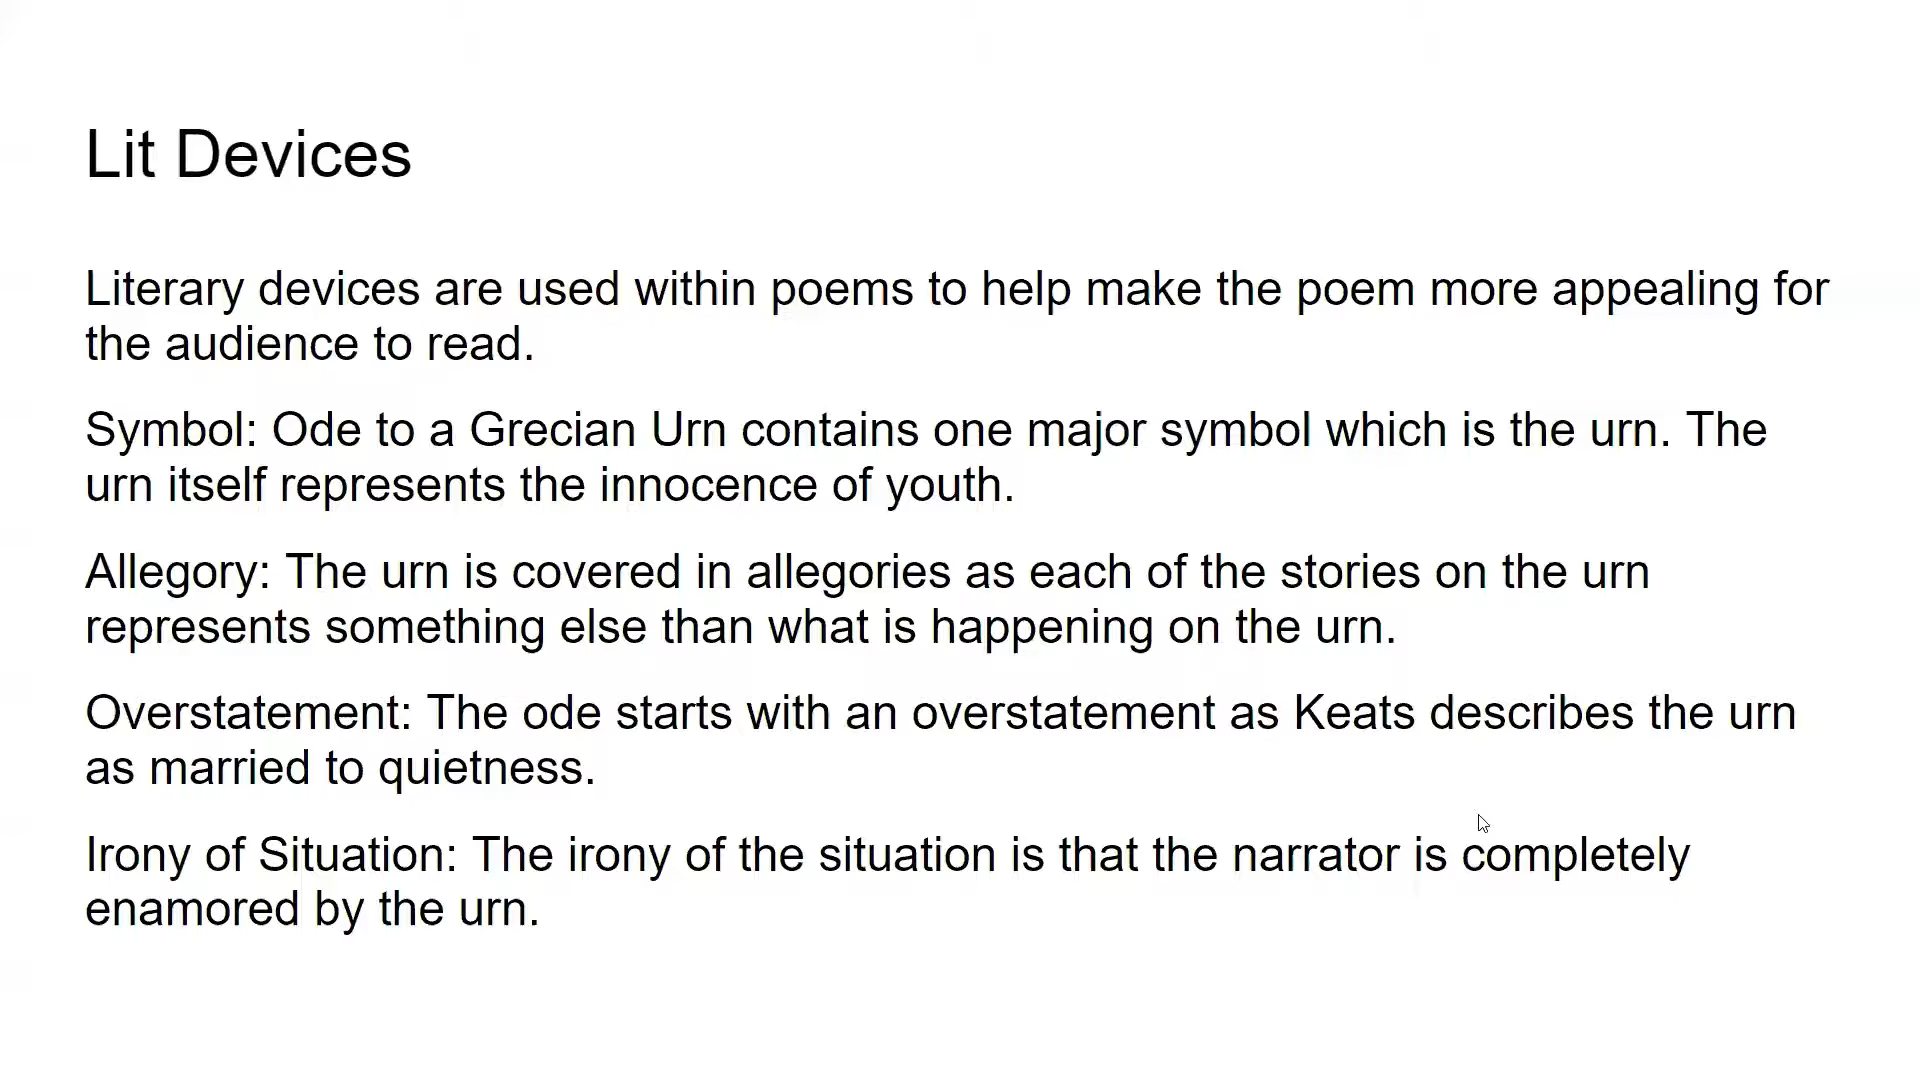 Lit Devices
Literary devices are used within poems to help make the poem more appealing for
the audience to read.
Symbol: Ode to a Grecian Urn contains one major symbol which is the urn. The
urn itself represents the innocence of youth.
Allegory: The urn is covered in allegories as each of the stories on the urn
represents something else than what is happening on the urn.
Overstatement: The ode starts with an overstatement as Keats describes the urn
as married to quietness.
Irony of Situation: The irony of the situation is that the narrator is completely
enamored by the urn.